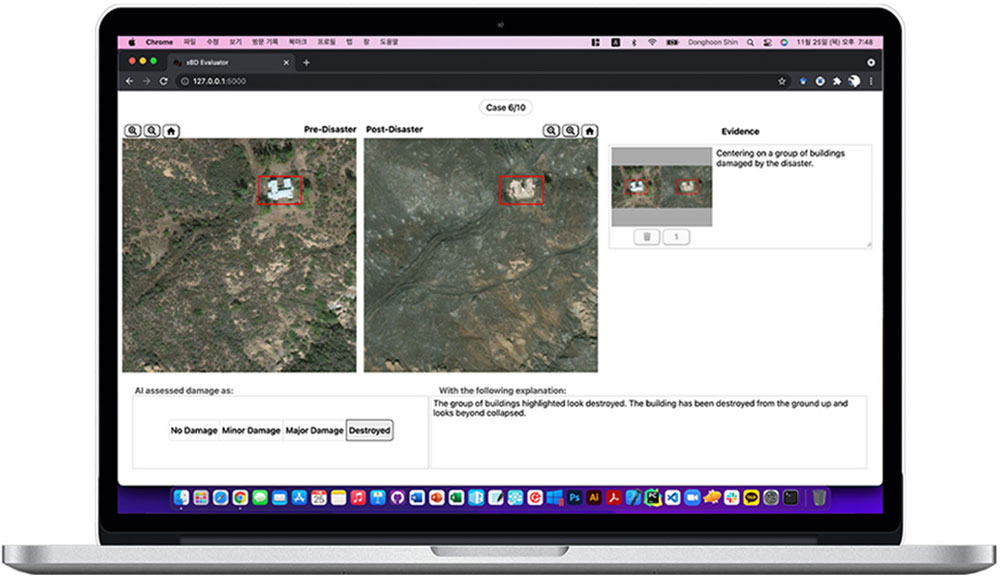 Chrome 파일 수정 보기 방문 기록 북마크 프로필 탭 창 도움말 A Donghoon Shin 11월 25일 (목) 오후 7:48
xBD Evaluator
127.0.0.1:5000
Case 6/10
Pre-Disaster Post-Disaster
Evidence
Centering on a group of buildings
damaged by the disaster.
1
AI assessed damage as:
No Damage Minor Damage Major Damage Destroyed
With the following explanation:
The group of buildings highlighted look destroyed. The building has been destroyed from the ground up and
looks beyond collapsed.
25 Ps Ai